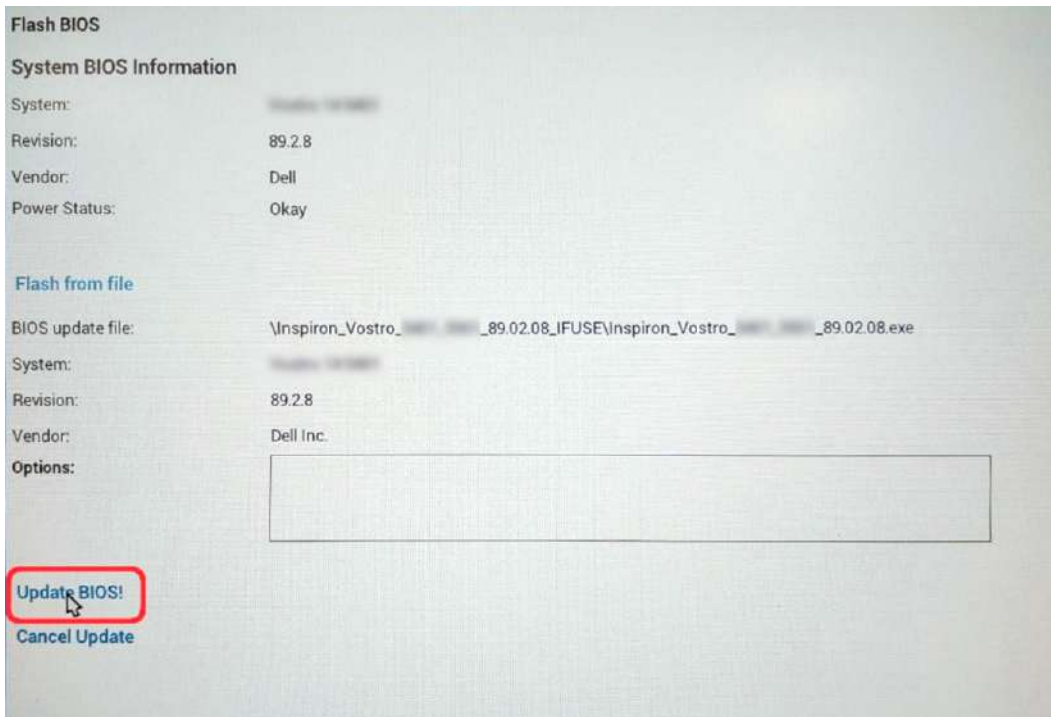 Flash BIOS
System BIOS Information
System:
Revision: 89.2.8
Vendor: Dell
Power Status: Okay
Flash from file
BIOS update file: \Inspiron_Vostro_ _89.02.08_IFUSE\Inspiron_Vostro_ _89.02.08.exe
System:
Revision: 89.2.8
Vendor: Dell Inc.
Options:
Update BIOS!
Cancel Update